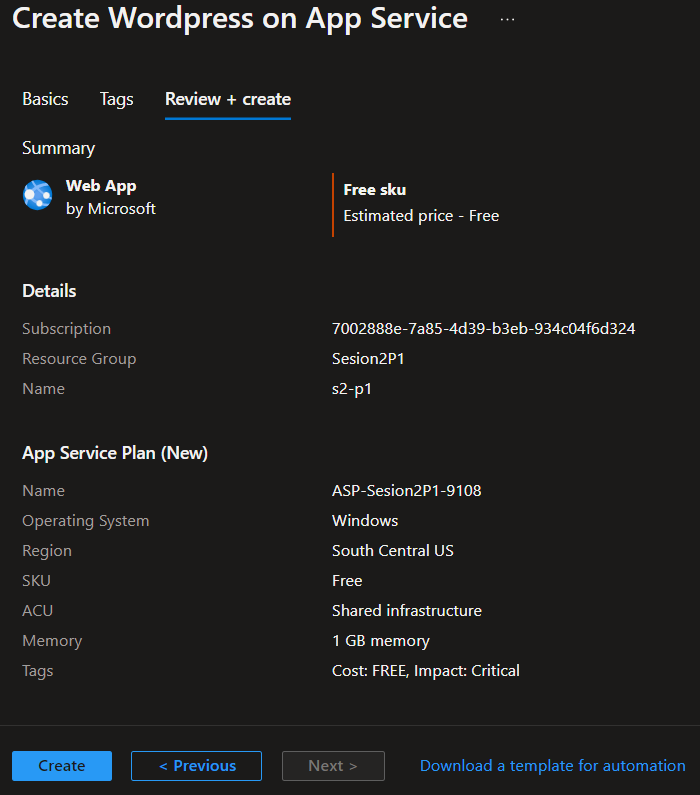 Create Wordpress on App Service ...
Basics Tags Review + create
Summary
Web App
by Microsoft
Free sku
Estimated price - Free
Details
Subscription 7002888e-7a85-4d39-b3eb-934c04f6d324
Resource Group Sesion2P1
Name s2-p1
App Service Plan (New)
Name ASP-Sesion2P1-9108
Operating System Windows
Region South Central US
SKU Free
ACU Shared infrastructure
Memory 1 GB memory
Tags Cost: FREE, Impact: Critical
Create < Previous Next > Download a template for automation